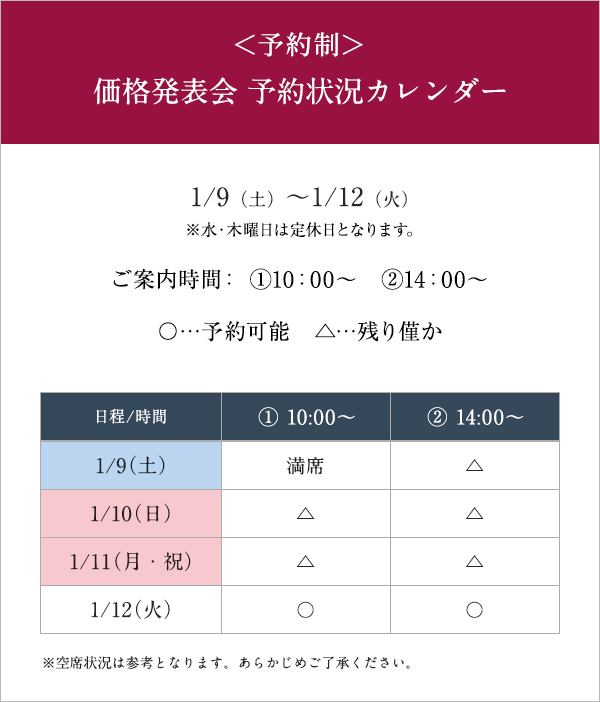 ＜予約制＞
価格発表会 予約状況カレンダー
1/9（土）〜1/12（火）
※水・木曜日は定休日となります。
ご案内時間： ①10：00〜 ②14：00〜
○…予約可能 △…残り僅か
日程/時間 ① 10:00〜 ② 14:00〜
1/9（土） 満席 △
1/10（日） △ △
1/11（月・祝） △ △
1/12（火） ○ ○
※空席状況は参考となります。あらかじめご了承ください。